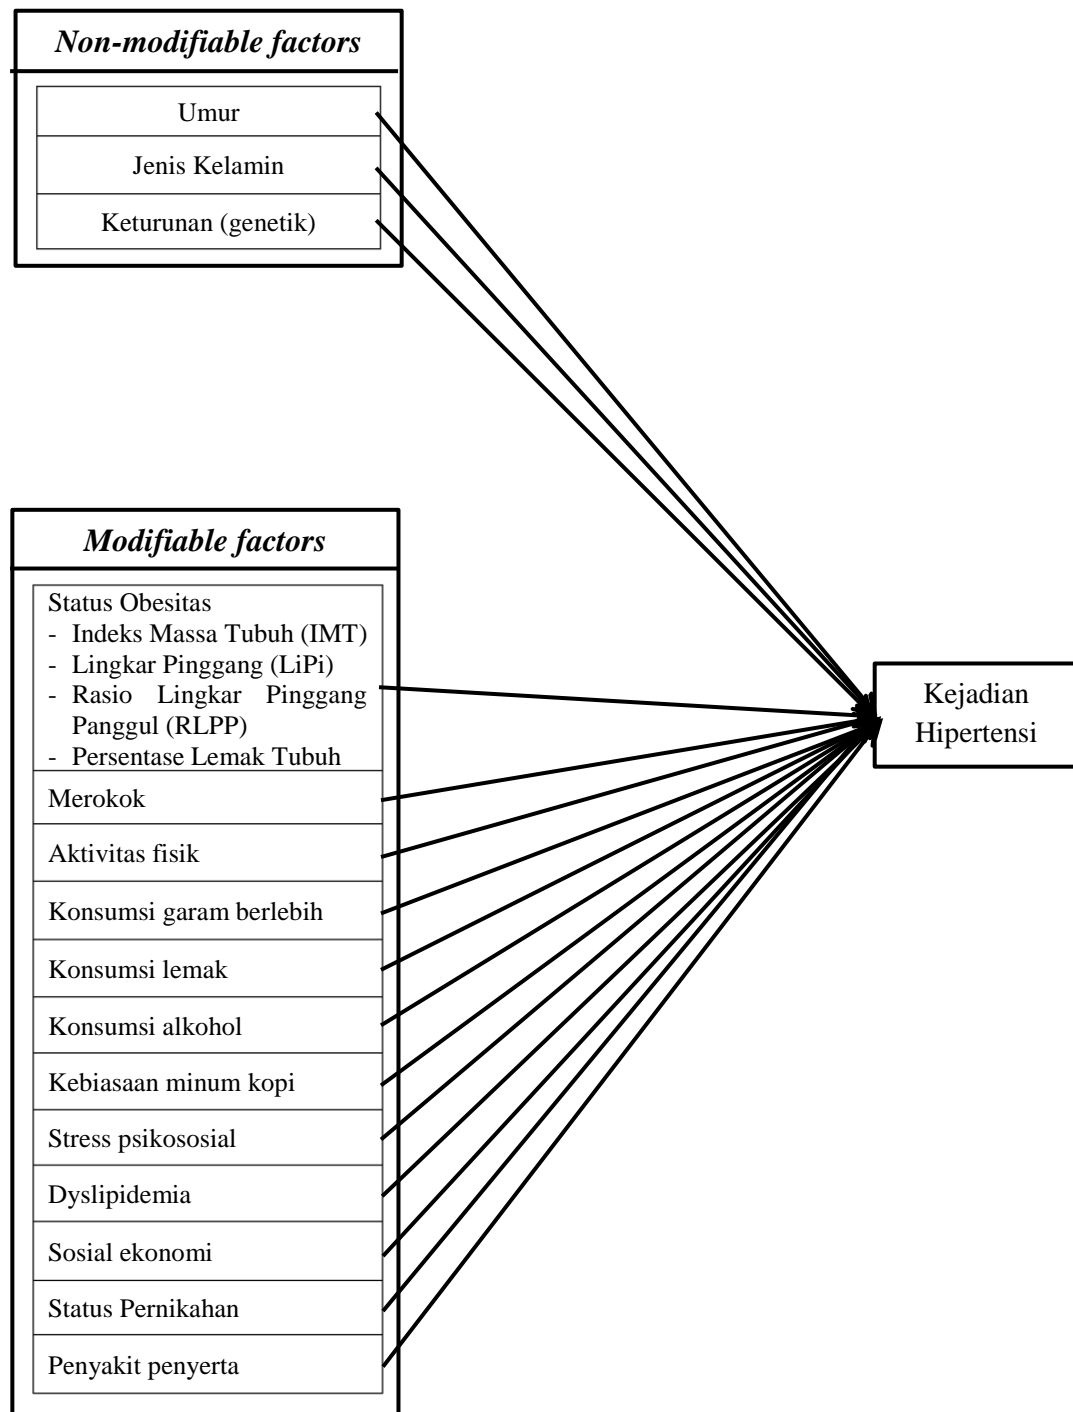 Non-modifiable factors
Umur
Jenis Kelamin
Keturunan (genetik)
Modifiable factors
Status Obesitas
- Indeks Massa Tubuh (IMT)
- Lingkar Pinggang (LiPi)
- Rasio Lingkar Pinggang
Panggul (RLPP)
- Persentase Lemak Tubuh
Merokok
Aktivitas fisik
Konsumsi garam berlebih
Konsumsi lemak
Konsumsi alkohol
Kebiasaan minum kopi
Stress psikososial
Dyslipidemia
Sosial ekonomi
Status Pernikahan
Penyakit penyerta
Kejadian
Hipertensi